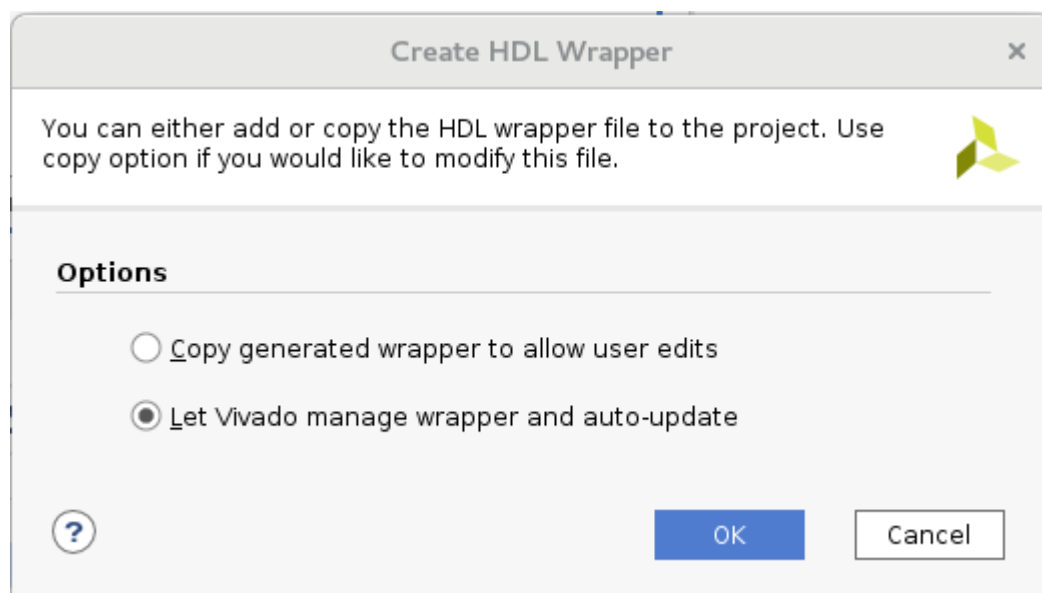 Create HDL Wrapper
×
You can either add or copy the HDL wrapper file to the project. Use
copy option if you would like to modify this file.
Options
Copy generated wrapper to allow user edits
Let Vivado manage wrapper and auto-update
?
OK
Cancel